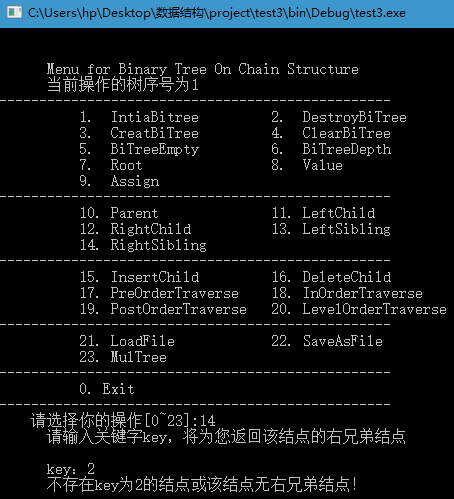 C:\Users\hp\Desktop\数据结构\project\test3\bin\Debug\test3.exe
Menu for Binary Tree On Chain Structure
当前操作的树序号为1
-------------------------------------------------
1. IntiaBitree 2. DestroyBiTree
3. CreatBiTree 4. ClearBiTree
5. BiTreeEmpty 6. BiTreeDepth
7. Root 8. Value
9. Assign
-------------------------------------------------
10. Parent 11. LeftChild
12. RightChild 13. LeftSibling
14. RightSibling
-------------------------------------------------
15. InsertChild 16. DeleteChild
17. PreOrderTraverse 18. InOrderTraverse
19. PostOrderTraverse 20. LevelOrderTraverse
-------------------------------------------------
21. LoadFile 22. SaveAsFile
23. MulTree
-------------------------------------------------
0. Exit
-------------------------------------------------
请选择你的操作[0~23]:14
请输入关键字key，将为您返回该结点的右兄弟结点
key：2
不存在key为2的结点或该结点无右兄弟结点！